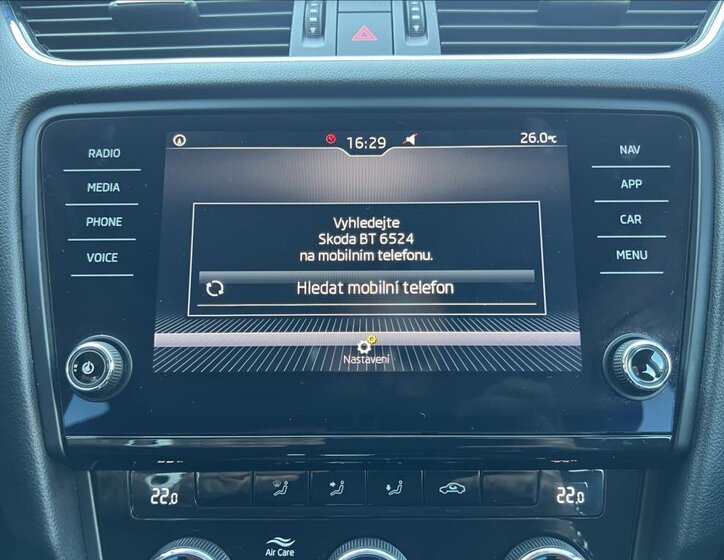 16:29
26.0°C
RADIO
MEDIA
PHONE
VOICE
NAV
APP
CAR
MENU
Vyhledejte
Skoda BT 6524
na mobilním telefonu.
Hledat mobilní telefon
Nastavení
22.0
22.0
Air Care